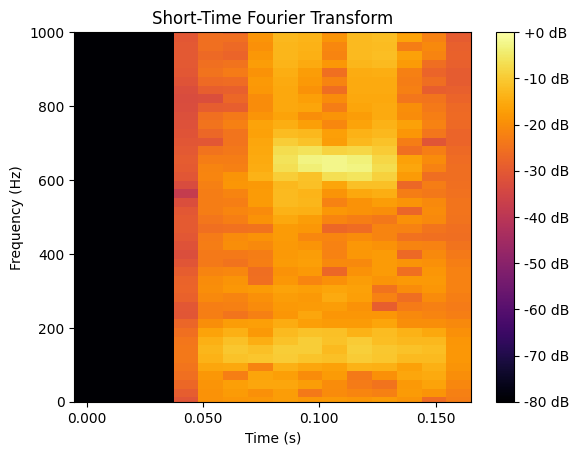 Short-Time Fourier Transform
1000
800
600
400
200
0
Frequency (Hz)
0.000
0.050
0.100
0.150
Time (s)
+0 dB
-10 dB
-20 dB
-30 dB
-40 dB
-50 dB
-60 dB
-70 dB
-80 dB